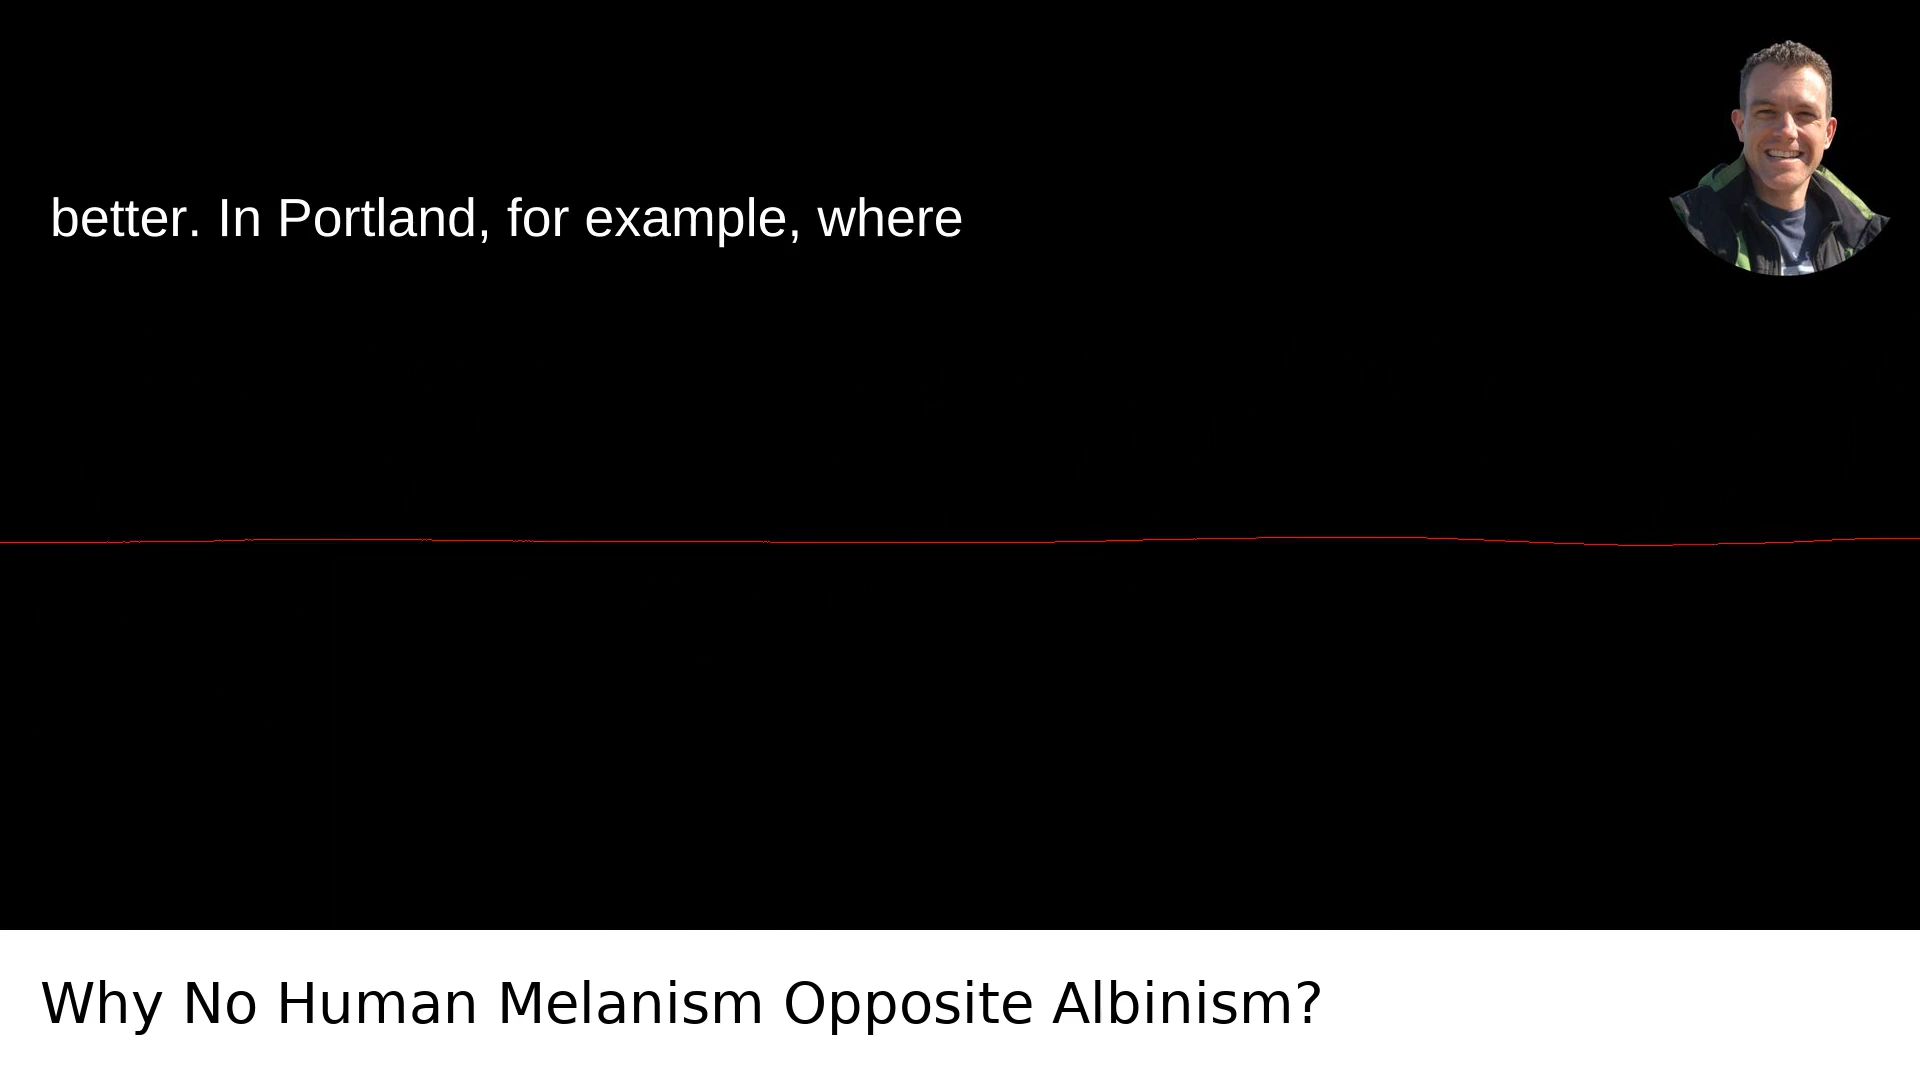 better. In Portland, for example, where
Why No Human Melanism Opposite Albinism?